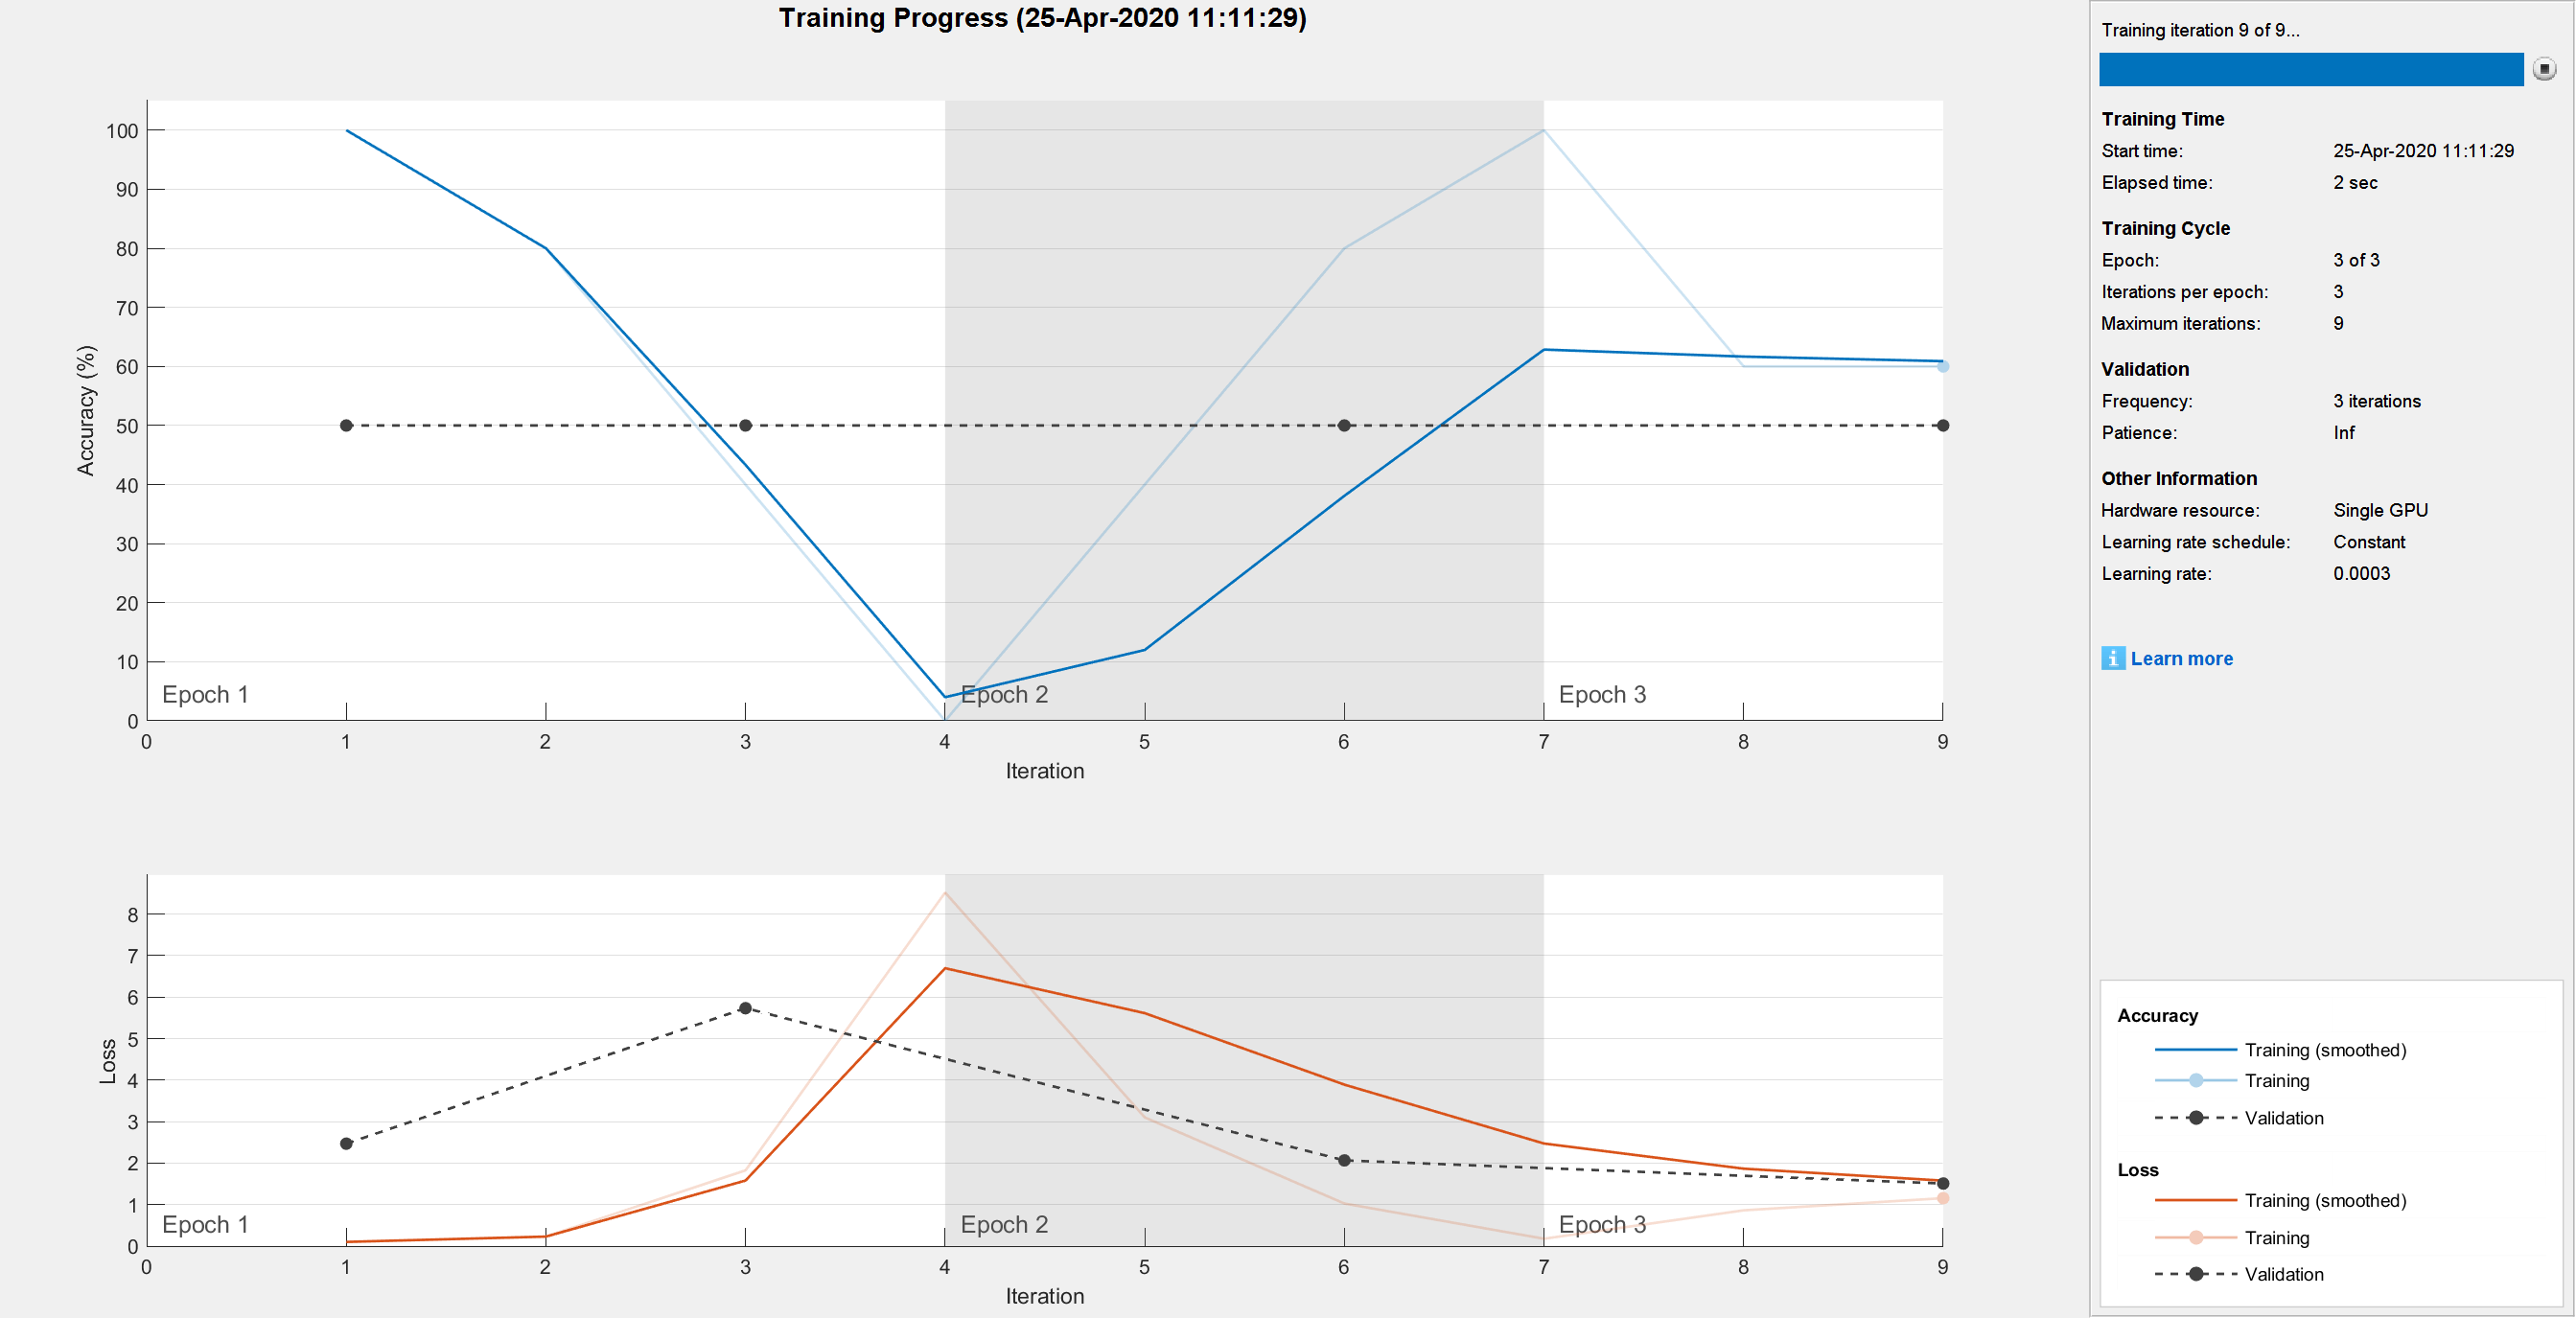 Training Progress (25-Apr-2020 11:11:29)
100
90
80
70
60
50
40
30
20
10
0
Accuracy (%)
Epoch 1
Epoch 2
Epoch 3
0 1 2 3 4 5 6 7 8 9
Iteration
8
7
6
5
4
3
2
1
0
Loss
Epoch 1
Epoch 2
Epoch 3
0 1 2 3 4 5 6 7 8 9
Iteration
Training iteration 9 of 9...
Training Time
Start time: 25-Apr-2020 11:11:29
Elapsed time: 2 sec
Training Cycle
Epoch: 3 of 3
Iterations per epoch: 3
Maximum iterations: 9
Validation
Frequency: 3 iterations
Patience: Inf
Other Information
Hardware resource: Single GPU
Learning rate schedule: Constant
Learning rate: 0.0003
i Learn more
Accuracy
Training (smoothed)
Training
Validation
Loss
Training (smoothed)
Training
Validation